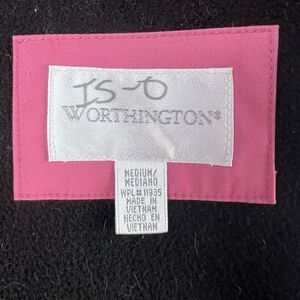 IS-O
WORTHINGTON®
MEDIUM/
MEDIANO
WPL# 11935
MADE IN
VIETNAM
HECHO EN
VIETNAM